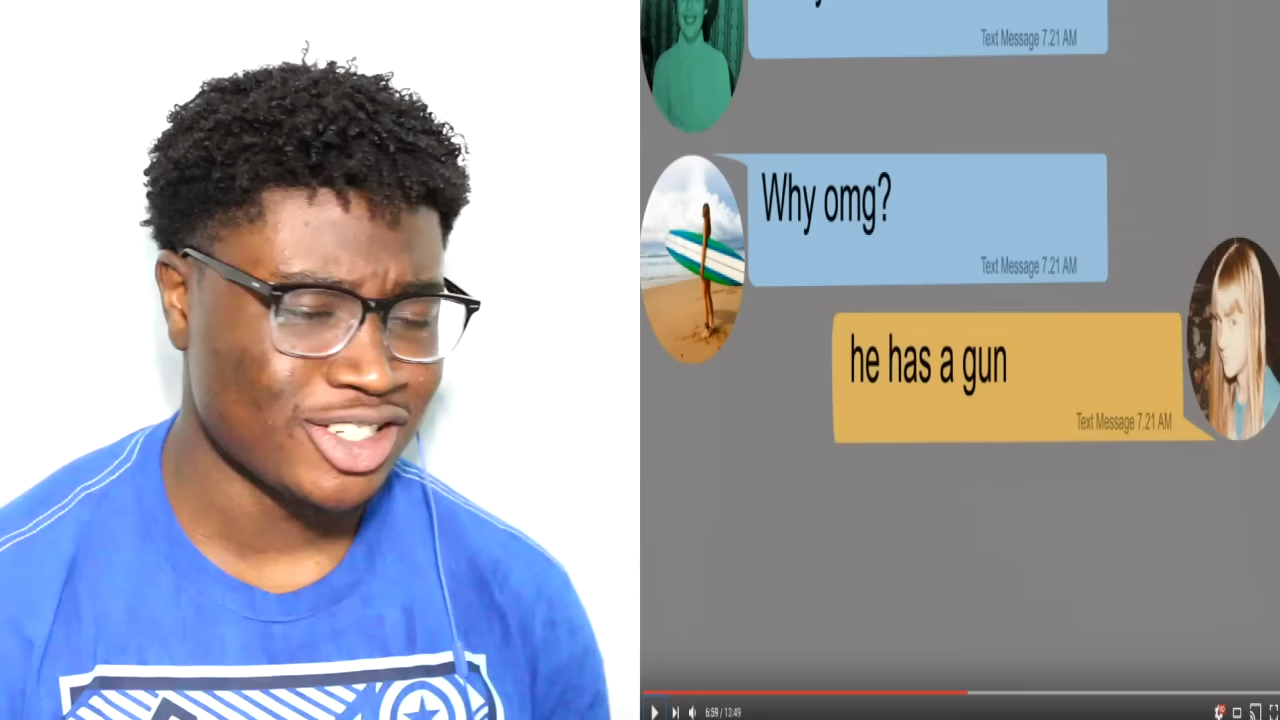 Text Message 7.21 AM
Why omg?
Text Message 7.21 AM
he has a gun
Text Message 7.21 AM
6:59 / 13:49